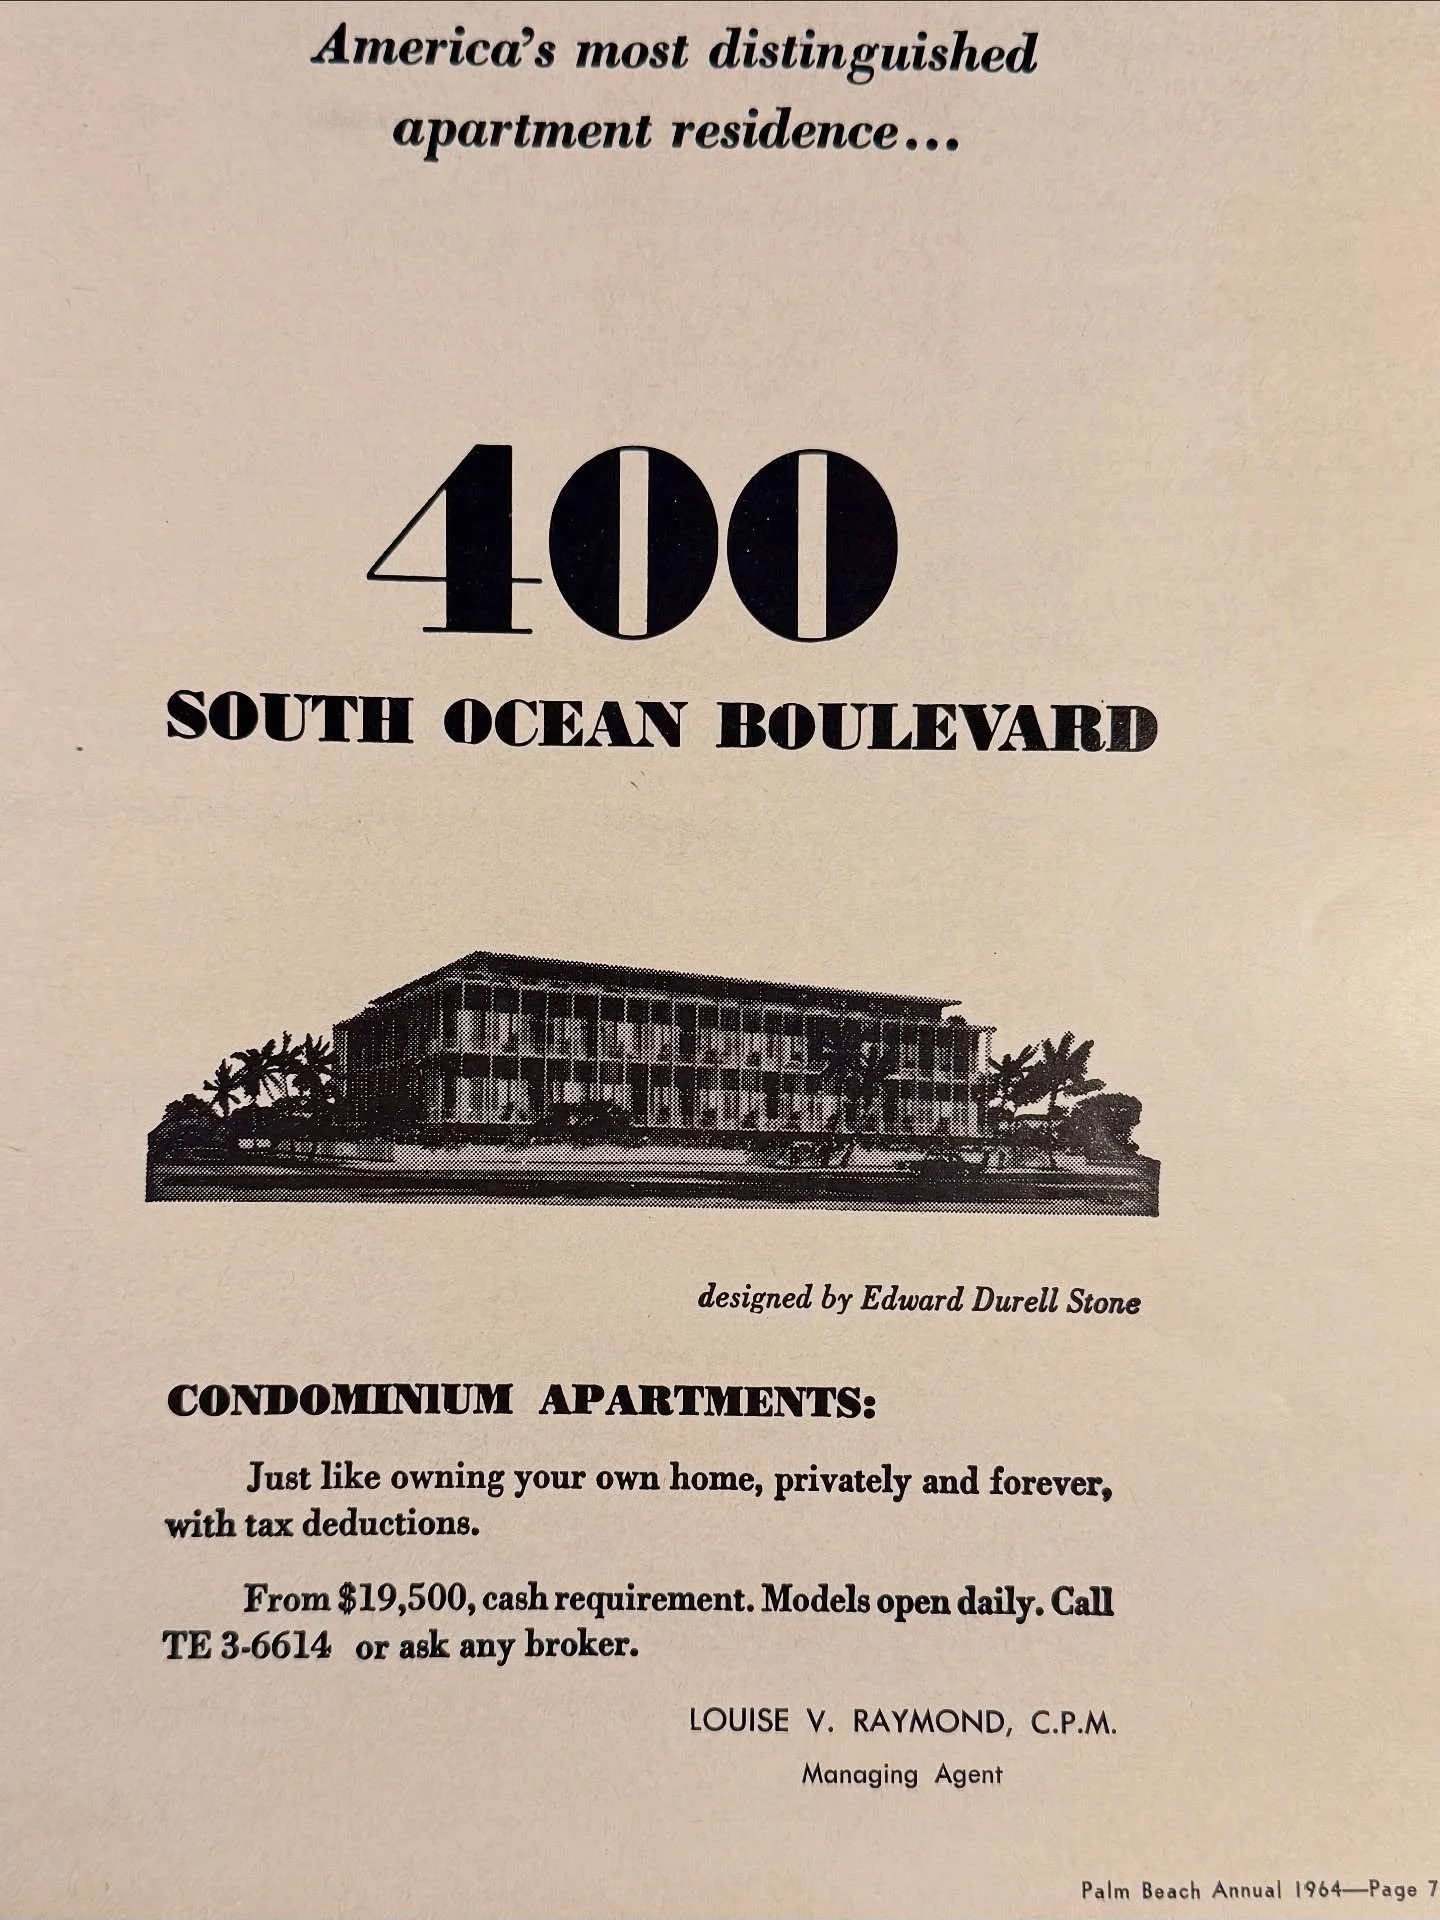 America's most distinguished
apartment residence...
400
SOUTH OCEAN BOULEVARD
designed by Edward Durell Stone
CONDOMINIUM APARTMENTS:
Just like owning your own home, privately and forever,
with tax deductions.
From $19,500, cash requirement. Models open daily. Call
TE 3-6614 or ask any broker.
LOUISE V. RAYMOND, C.P.M.
Managing Agent
Palm Beach Annual 1964—Page 7